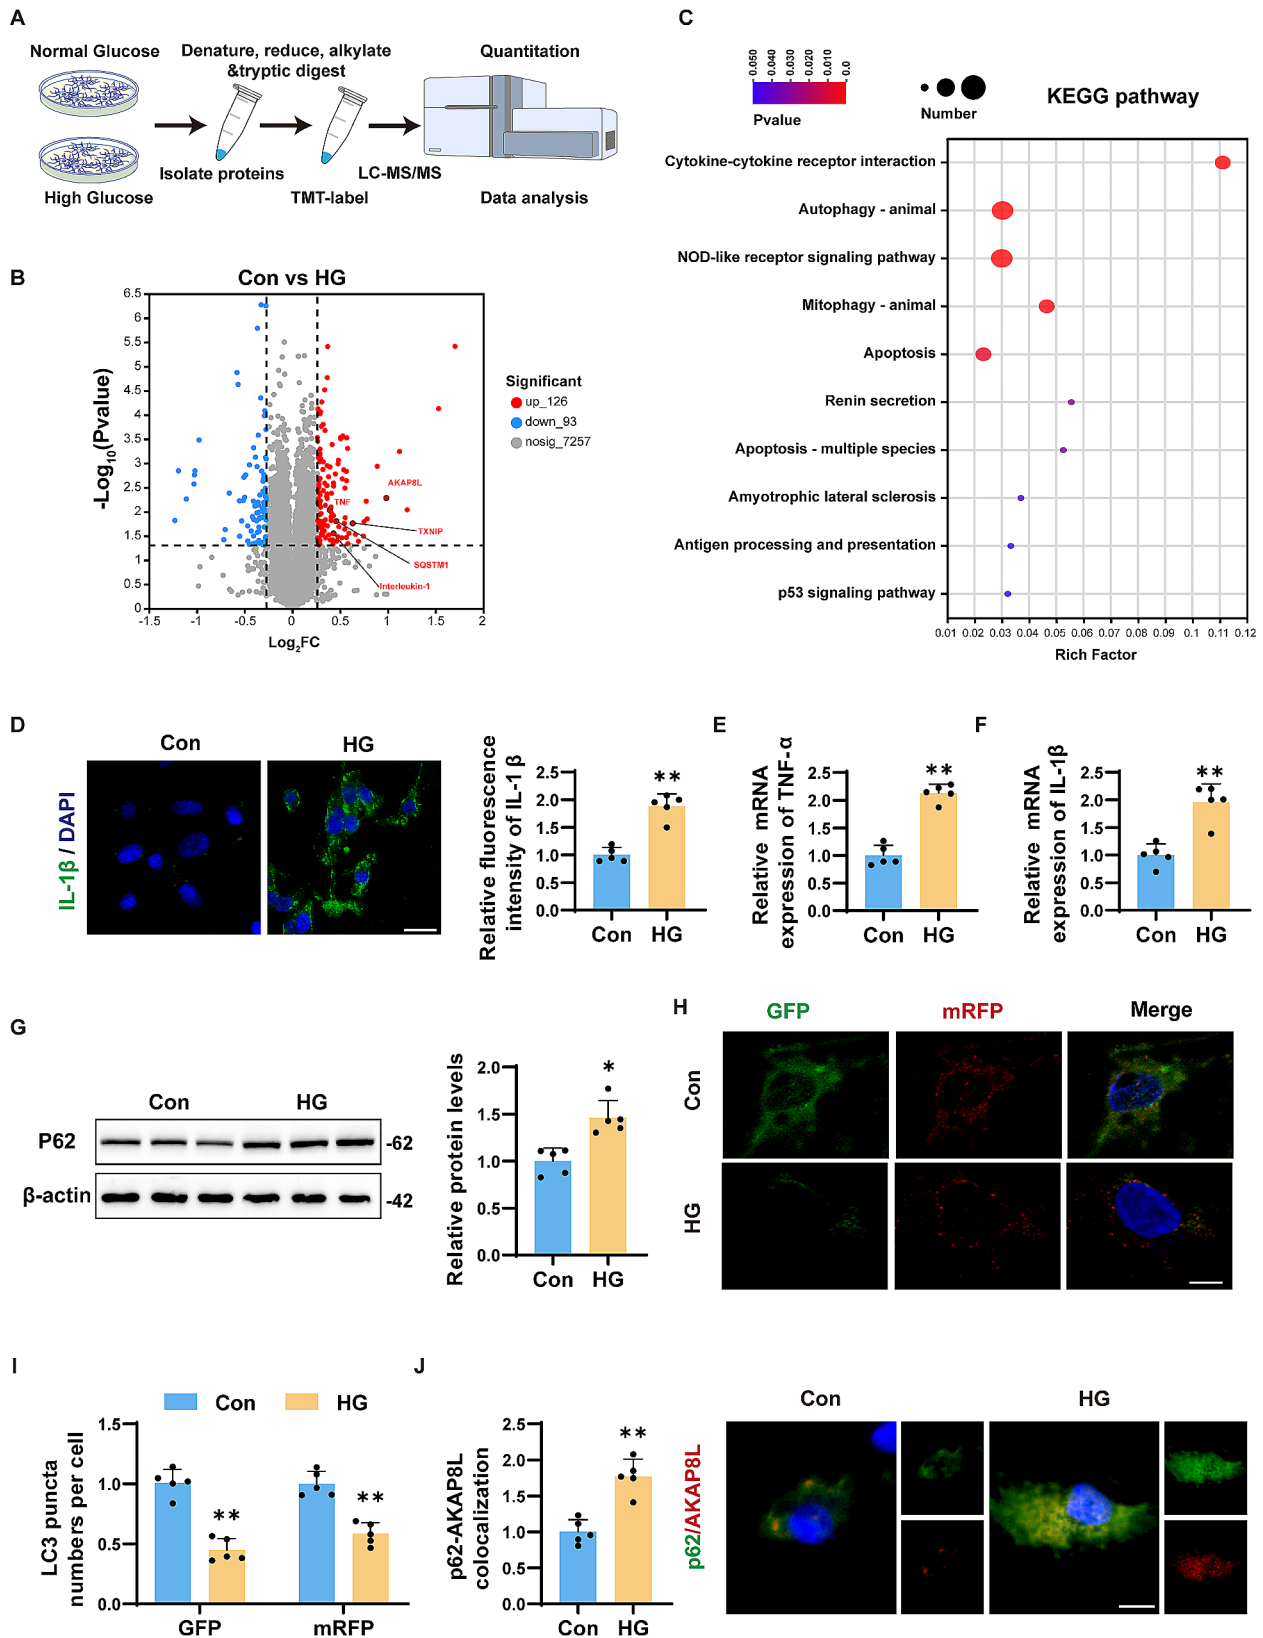 A
Normal Glucose
High Glucose
Denature, reduce, alkylate
&tryptic digest
Isolate proteins
TMT-label
LC-MS/MS
Quantitation
Data analysis
B
Con vs HG
-Log10(Pvalue)
6.5
6
5.5
5
4.5
4
3.5
3
2.5
2
1.5
1
0.5
0
-1.5
-1
-0.5
0
0.5
1
1.5
2
Log2FC
AKAP8L
TNF
TXNIP
SQSTM1
Interleukin-1
Significant
up_126
down_93
nosig_7257
C
0.050
0.040
0.030
0.020
0.010
0.0
Pvalue
Number
KEGG pathway
Cytokine-cytokine receptor interaction
Autophagy - animal
NOD-like receptor signaling pathway
Mitophagy - animal
Apoptosis
Renin secretion
Apoptosis - multiple species
Amyotrophic lateral sclerosis
Antigen processing and presentation
p53 signaling pathway
0.01 0.02 0.03 0.04 0.05 0.06 0.07 0.08 0.09 0.1 0.11 0.12
Rich Factor
D
Con
HG
IL-1β / DAPI
Relative fluorescence
intensity of IL-1β
2.5
2.0
1.5
1.0
0.5
0.0
**
Con HG
E
Relative mRNA
expression of TNF-α
2.5
2.0
1.5
1.0
0.5
0.0
**
Con HG
F
Relative mRNA
expression of IL-1β
2.5
2.0
1.5
1.0
0.5
0.0
**
Con HG
G
Con
HG
P62
-62
β-actin
-42
Relative protein levels
2.0
1.5
1.0
0.5
0.0
*
Con HG
H
GFP
mRFP
Merge
Con
HG
I
Con
HG
LC3 puncta
numbers per cell
1.5
1.0
0.5
0.0
**
**
GFP
mRFP
J
p62-AKAP8L
colocalization
2.5
2.0
1.5
1.0
0.5
0.0
**
Con HG
p62/AKAP8L
Con
HG